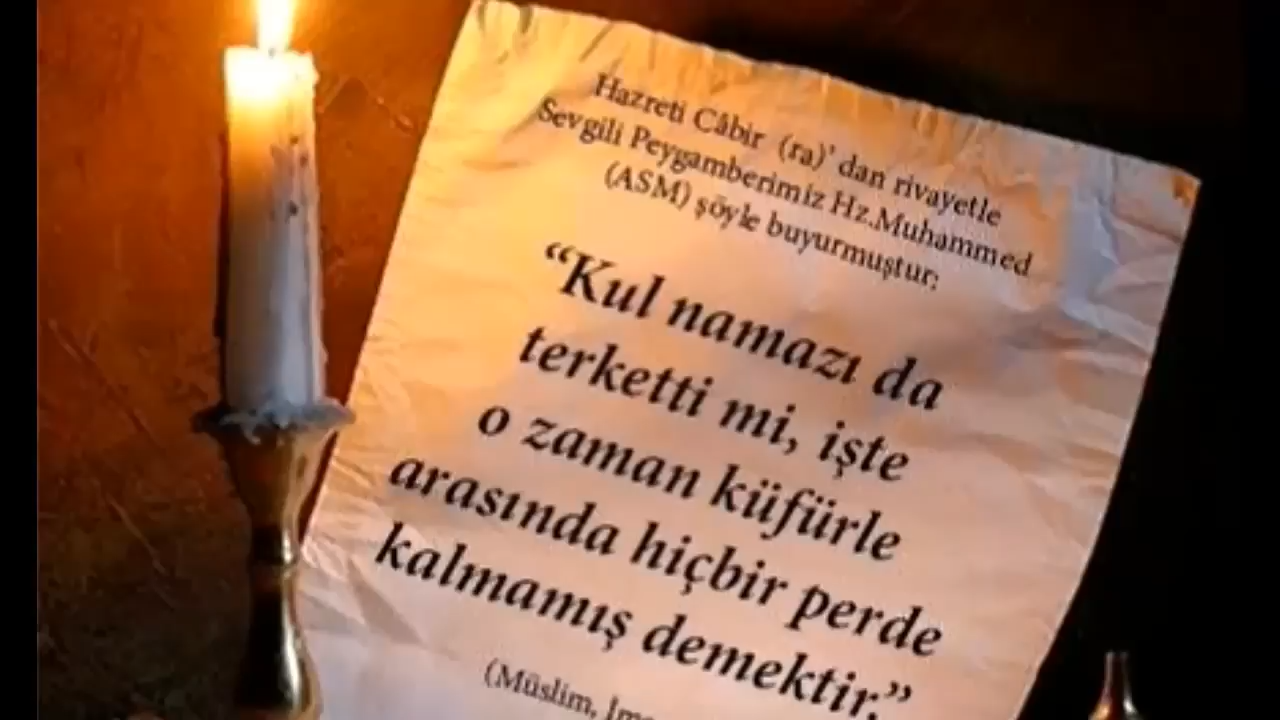 Hazreti Câbir (ra)' dan rivayetle
Sevgili Peygamberimiz Hz.Muhammed
(ASM) şöyle buyurmuştur;
“Kul namazı da
terketti mi, işte
o zaman küfürle
arasında hiçbir perde
kalmamış demektir.”
(Müslim,